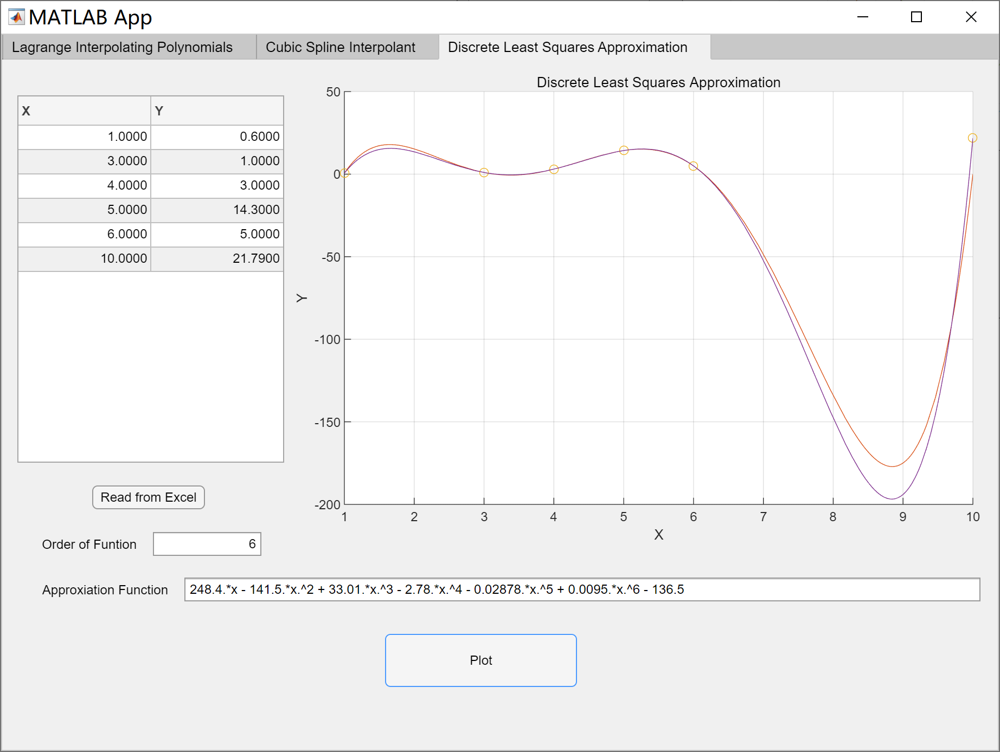 MATLAB App
Lagrange Interpolating Polynomials Cubic Spline Interpolant Discrete Least Squares Approximation
X Y
1.0000 0.6000
3.0000 1.0000
4.0000 3.0000
5.0000 14.3000
6.0000 5.0000
10.0000 21.7900
Read from Excel
Order of Funtion 6
Discrete Least Squares Approximation
50
0
-50
-100
-150
-200
Y
1 2 3 4 5 6 7 8 9 10
X
Approxiation Function 248.4.*x - 141.5.*x.^2 + 33.01.*x.^3 - 2.78.*x.^4 - 0.02878.*x.^5 + 0.0095.*x.^6 - 136.5
Plot